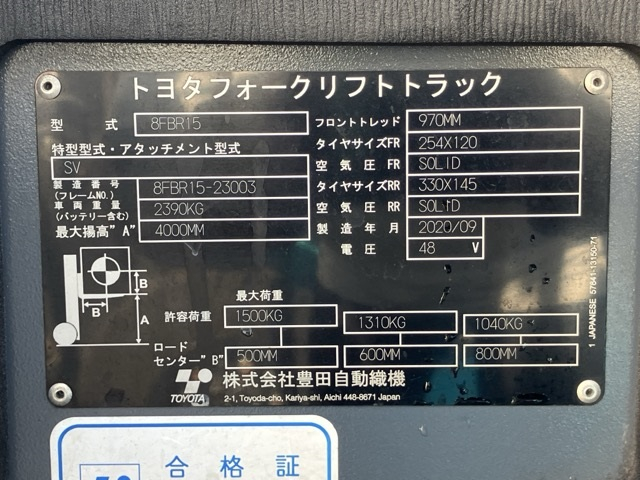 トヨタフォークリフトトラック
型式 8FBR15 フロントトレッド 970MM
特型型式・アタッチメント型式 タイヤサイズFR 254X120
SV 空気圧FR SOLID
製造番号 (フレームNO.) 8FBR15-23003 タイヤサイズRR 330X145
車両重量 (バッテリー含む) 2390KG 空気圧RR SOLID
最大揚高"A" 4000MM 製造年月 2020/09
電圧 48 V
B
B
A
最大荷重
許容荷重 1500KG 1310KG 1040KG
ロードセンター"B" 500MM 600MM 800MM
TOYOTA 株式会社豊田自動織機
2-1, Toyoda-cho, Kariya-shi, Aichi 448-8671 Japan
1 JAPANESE 57641-13150-71
合格証